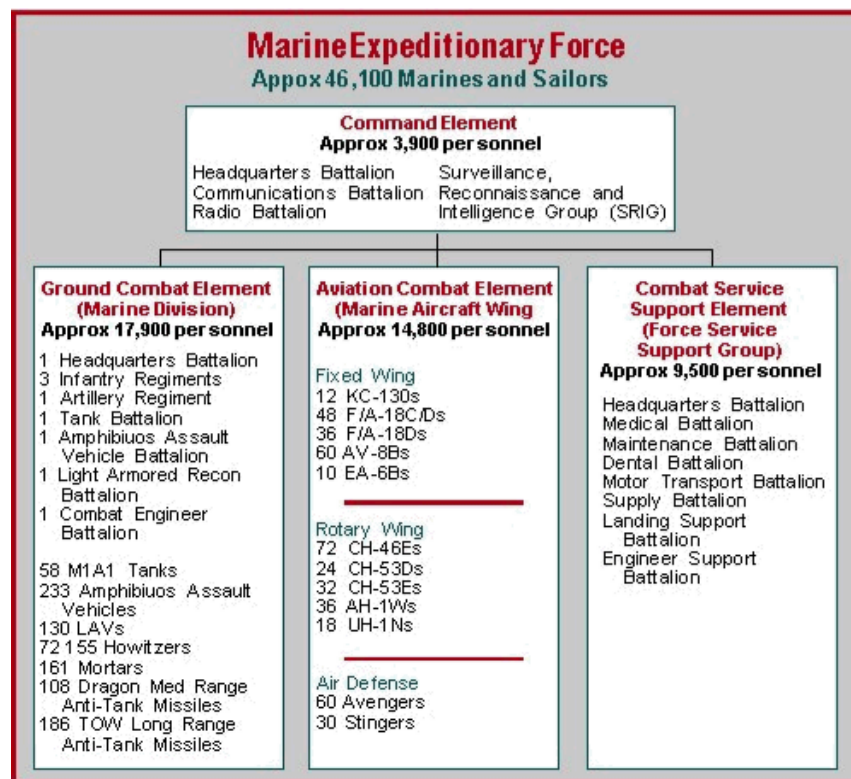 Marine Expeditionary Force
Appox 46,100 Marines and Sailors
Command Element
Approx 3,900 personnel
Headquarters Battalion
Communications Battalion
Radio Battalion
Surveillance,
Reconnaissance and
Intelligence Group (SRIG)
Ground Combat Element
(Marine Division)
Approx 17,900 personnel
1 Headquarters Battalion
3 Infantry Regiments
1 Artillery Regiment
1 Tank Battalion
1 Amphibiuos Assault
Vehicle Battalion
1 Light Armored Recon
Battalion
1 Combat Engineer
Battalion
58 M1A1 Tanks
233 Amphibiuos Assault
Vehicles
130 LAVs
72 155 Howitzers
161 Mortars
108 Dragon Med Range
Anti-Tank Missiles
186 TOW Long Range
Anti-Tank Missiles
Aviation Combat Element
(Marine Aircraft Wing
Approx 14,800 personnel
Fixed Wing
12 KC-130s
48 F/A-18C/Ds
36 F/A-18Ds
60 AV-8Bs
10 EA-6Bs
Rotary Wing
72 CH-46Es
24 CH-53Ds
32 CH-53Es
36 AH-1Ws
18 UH-1Ns
Air Defense
60 Avengers
30 Stingers
Combat Service
Support Element
(Force Service
Support Group)
Approx 9,500 personnel
Headquarters Battalion
Medical Battalion
Maintenance Battalion
Dental Battalion
Motor Transport Battalion
Supply Battalion
Landing Support
Battalion
Engineer Support
Battalion